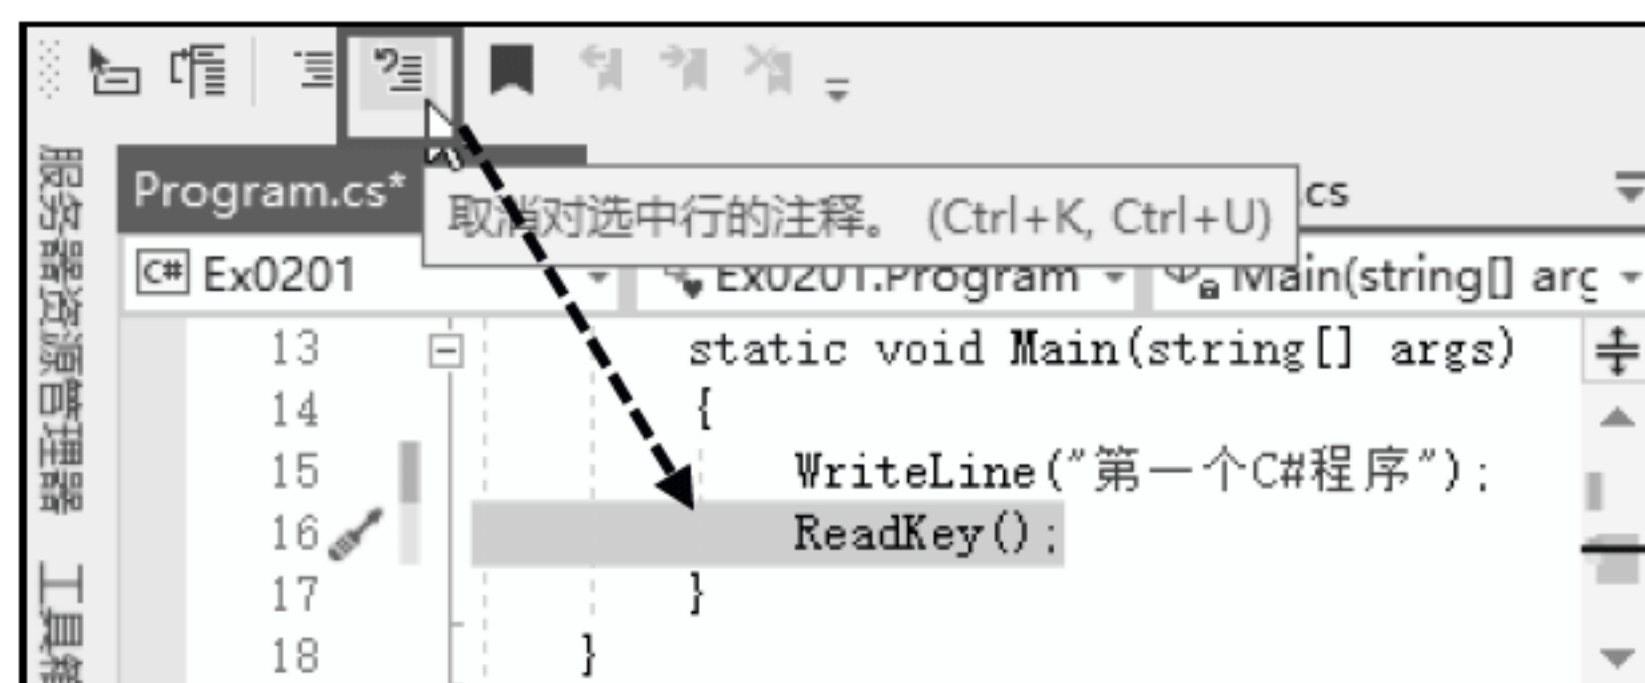 Program.cs*
取消对选中行的注释。 (Ctrl+K, Ctrl+U)
.cs
C# Ex0201
Ex0201.Program
Main(string[] arg
服务器资源管理器
工具箱
13 static void Main(string[] args)
14 {
15 WriteLine("第一个C#程序");
16 ReadKey();
17 }
18 }